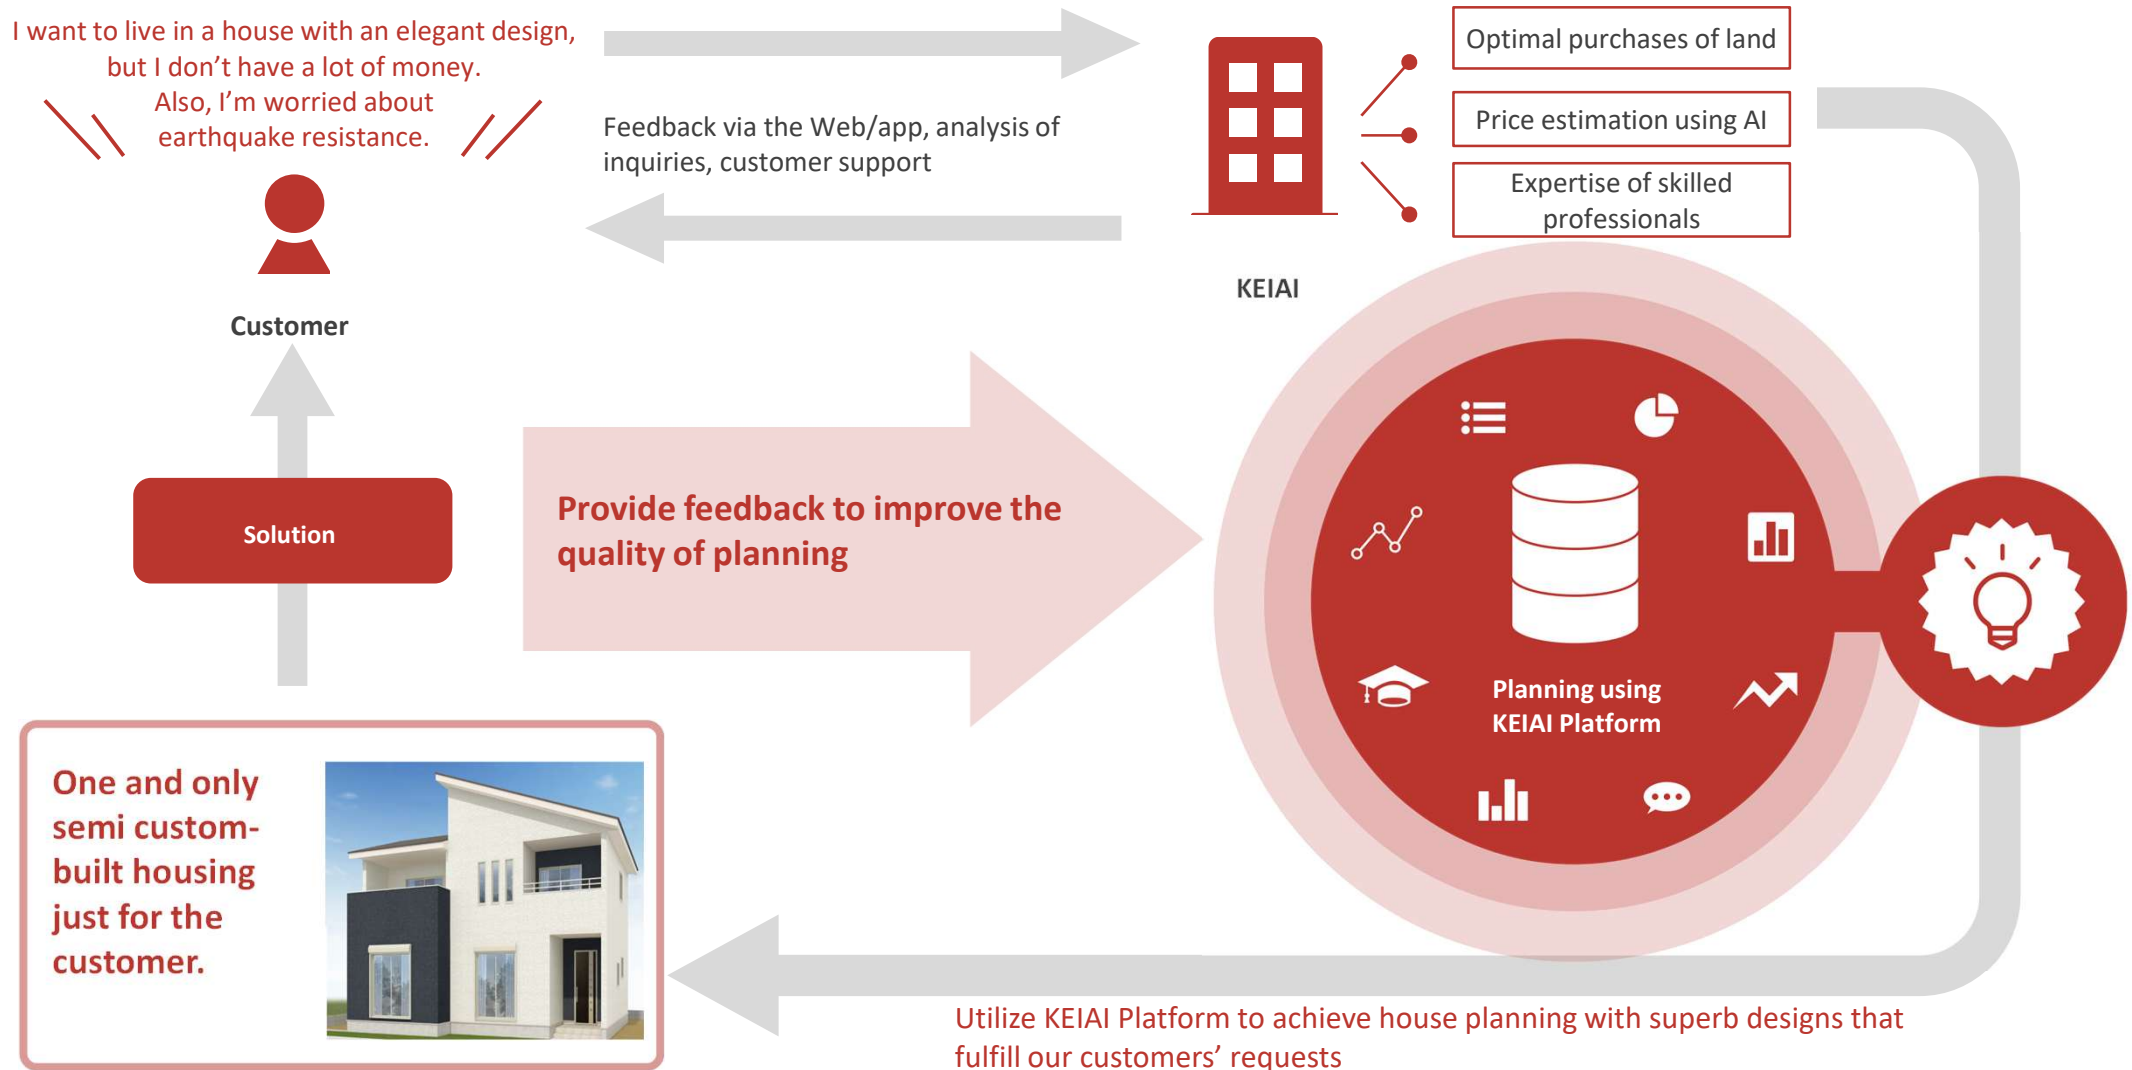 I want to live in a house with an elegant design,
but I don't have a lot of money.
Also, I'm worried about
earthquake resistance.
Customer
Feedback via the Web/app, analysis of
inquiries, customer support
KEIAI
Optimal purchases of land
Price estimation using AI
Expertise of skilled
professionals
Solution
Provide feedback to improve the
quality of planning
Planning using
KEIAI Platform
One and only
semi custom-
built housing
just for the
customer.
Utilize KEIAI Platform to achieve house planning with superb designs that
fulfill our customers' requests